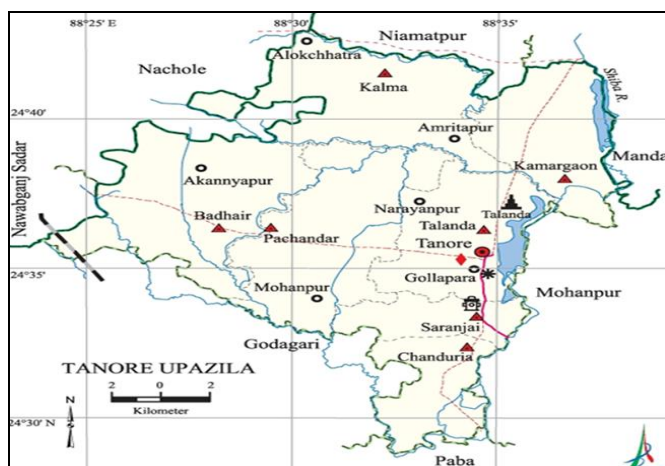 88°25' E
88°30'
88°35'
Niamatpur
Alokchhatra
Nachole
Kalma
Shiba R.
24°40'
Amritapur
Manda
Kamargaon
Nawabganj Sadar
Akannyapur
Narayanpur
Talanda
Badhair
Talanda
Pachandar
Tanore
24°35'
Gollapara
Mohanpur
Mohanpur
Saranjai
Godagari
Chanduria
TANORE UPAZILA
2 0 2
Kilometer
N
24°30' N
Paba